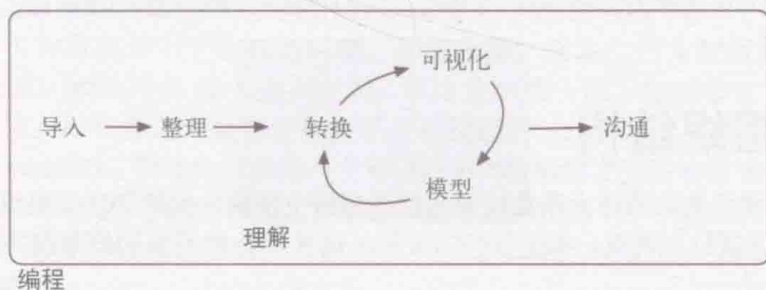 可视化
导入 整理 转换 沟通
模型
理解
编程